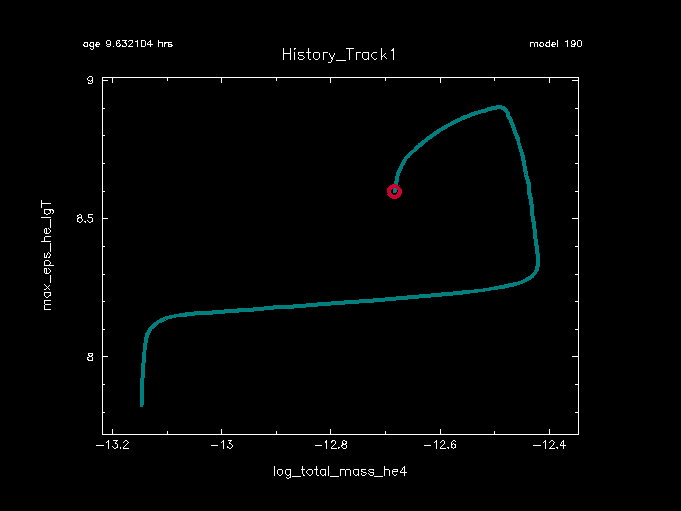 age 9.632104 hrs
model 190
History_Track1
9
8.5
8
max_eps_he_lgT
-13.2
-13
-12.8
-12.6
-12.4
log_total_mass_he4